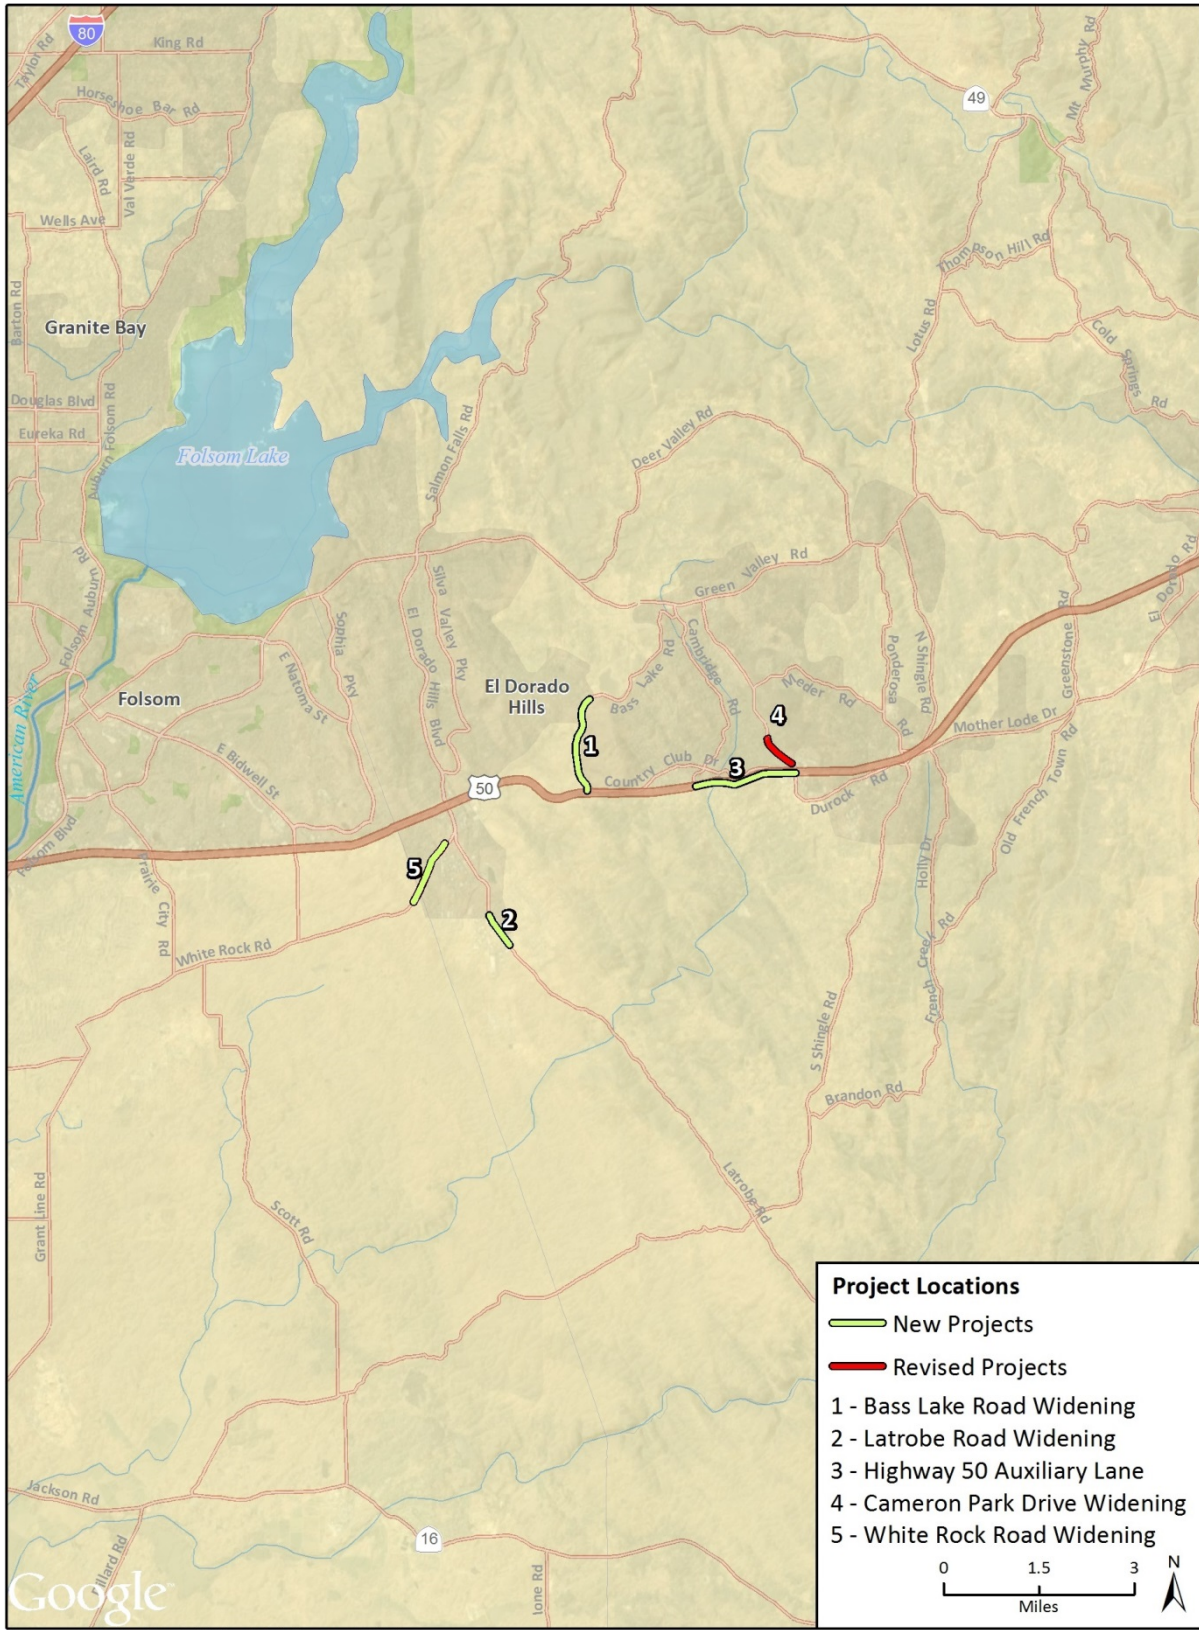 80
Taylor Rd
King Rd
Horseshoe Bar Rd
Laird Rd
Val Verde Rd
Wells Ave
Barton Rd
Granite Bay
Douglas Blvd
Eureka Rd
Auburn Folsom Rd
Folsom Lake
49
Mt Murphy Rd
Thompson Hill Rd
Lotus Rd
Cold Springs Rd
Salmon Falls Rd
Deer Valley Rd
Green Valley Rd
El Dorado Rd
Folsom Auburn Rd
Silva Valley Pky
El Dorado Hills Blvd
Sophia Pky
E Natoma St
Folsom
American River
E Bidwell St
El Dorado
Hills
Bass Lake Rd
Cambridge Rd
Meder Rd
Ponderosa Rd
N Shingle Rd
Greenstone Rd
Mother Lode Dr
4
1
3
Country Club Dr
50
Durock Rd
Old French Town Rd
Holly Dr
Folsom Blvd
Prairie City Rd
5
2
White Rock Rd
French Creek Rd
S Shingle Rd
Brandon Rd
Latrobe Rd
Grant Line Rd
Scott Rd
Jackson Rd
Dillard Rd
16
Ione Rd
Google
Project Locations
New Projects
Revised Projects
1 - Bass Lake Road Widening
2 - Latrobe Road Widening
3 - Highway 50 Auxiliary Lane
4 - Cameron Park Drive Widening
5 - White Rock Road Widening
0 1.5 3
Miles
N